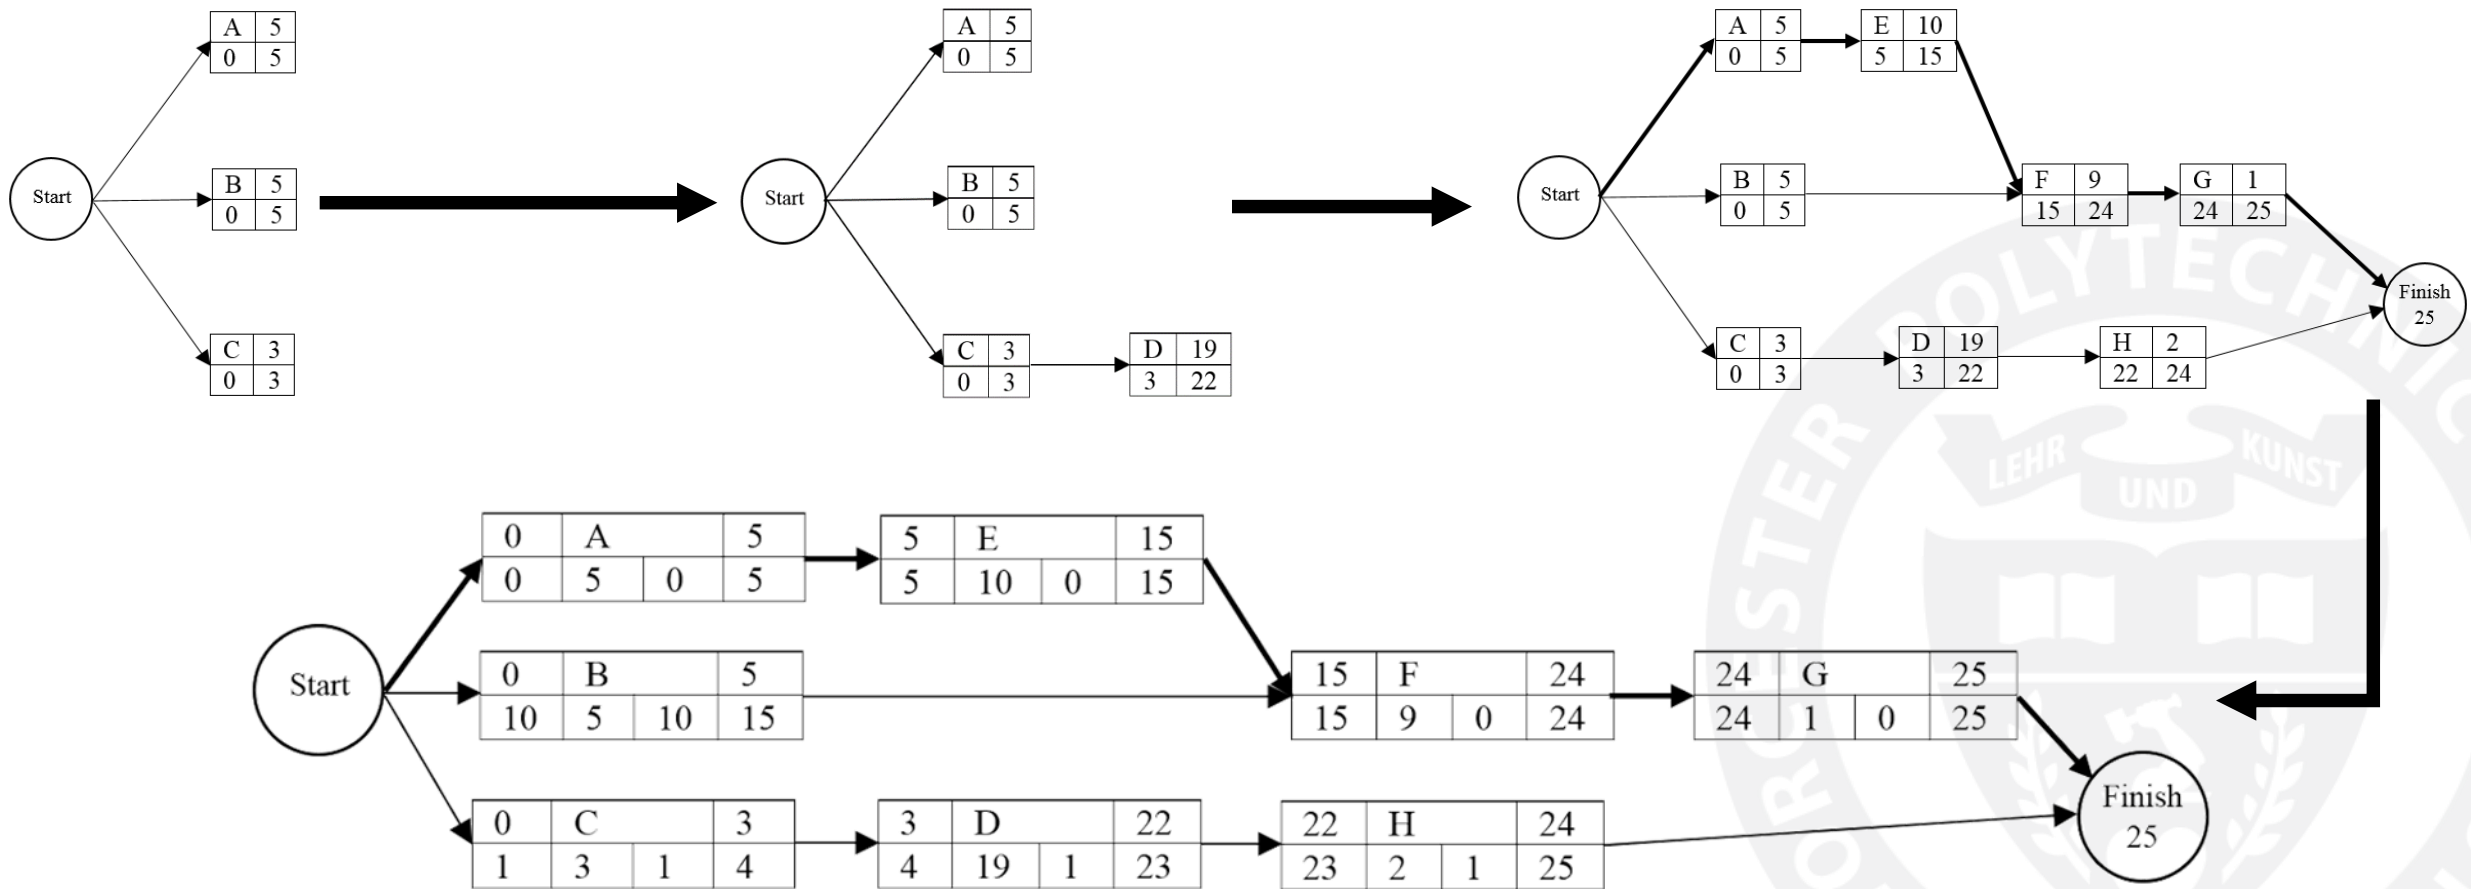 A 5
0 5
Start
B 5
0 5
C 3
0 3
A 5
0 5
Start
B 5
0 5
C 3
0 3
D 19
3 22
A 5
0 5
E 10
5 15
Start
B 5
0 5
F 9
15 24
G 1
24 25
C 3
0 3
D 19
3 22
H 2
22 24
Finish
25
0 A 5
0 5 0 5
5 E 15
5 10 0 15
Start
0 B 5
10 5 10 15
15 F 24
15 9 0 24
24 G 25
24 1 0 25
0 C 3
1 3 1 4
3 D 22
4 19 1 23
22 H 24
23 2 1 25
Finish
25
POLYTECHNIC
LEHR
UND
KUNST